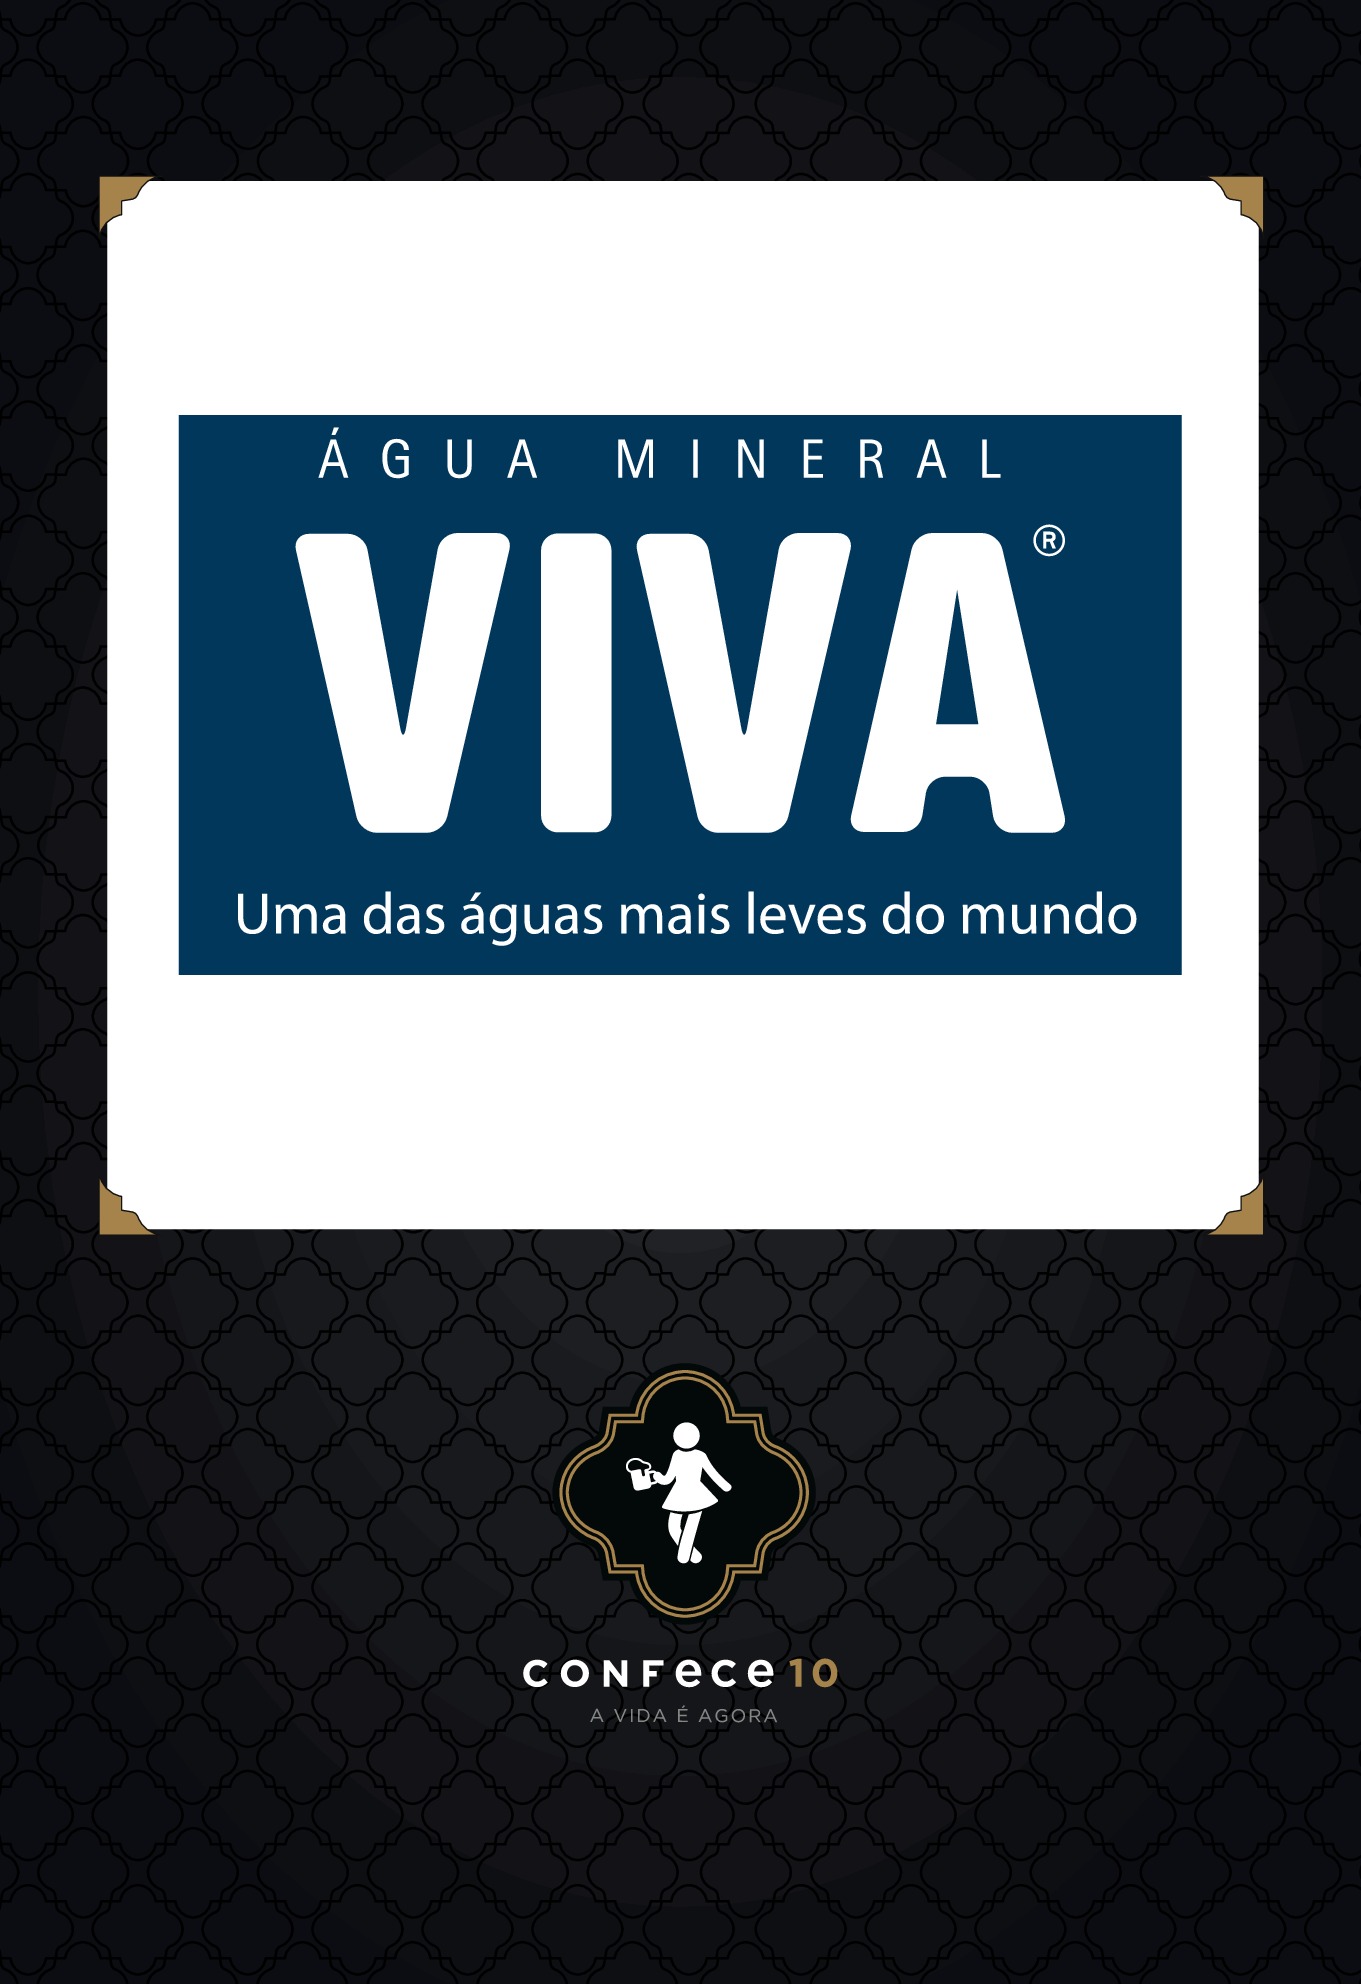 ÁGUA MINERAL
VIVA®
Uma das águas mais leves do mundo
CONFeCe10
A VIDA É AGORA